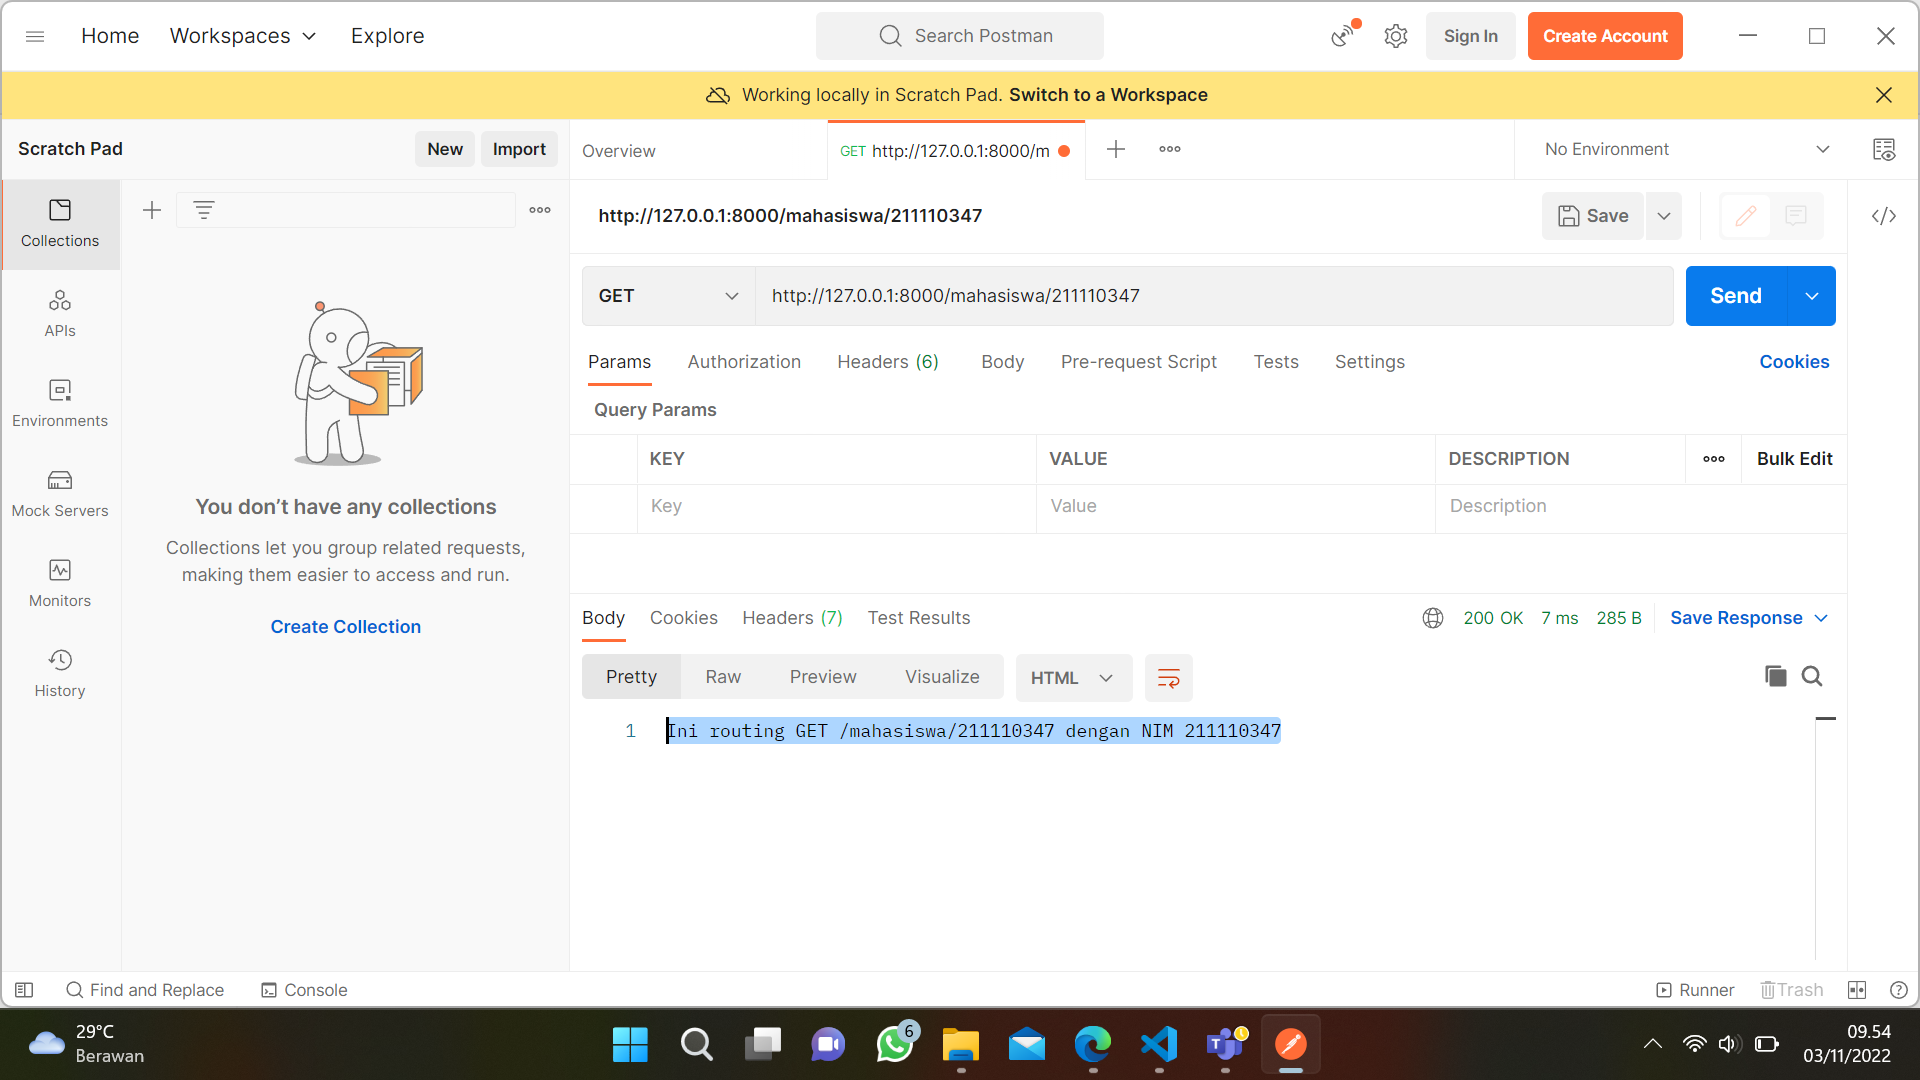 Home Workspaces Explore Search Postman Sign In Create Account
Working locally in Scratch Pad. Switch to a Workspace
Scratch Pad New Import Overview GET http://127.0.0.1:8000/m No Environment
Collections
APIs
Environments
Mock Servers
Monitors
History
You don’t have any collections
Collections let you group related requests,
making them easier to access and run.
Create Collection
http://127.0.0.1:8000/mahasiswa/211110347 Save
GET http://127.0.0.1:8000/mahasiswa/211110347 Send
Params Authorization Headers (6) Body Pre-request Script Tests Settings Cookies
Query Params
KEY VALUE DESCRIPTION Bulk Edit
Key Value Description
Body Cookies Headers (7) Test Results 200 OK 7 ms 285 B Save Response
Pretty Raw Preview Visualize HTML
1 Ini routing GET /mahasiswa/211110347 dengan NIM 211110347
Find and Replace Console Runner Trash
29°C
Berawan
6
09.54
03/11/2022